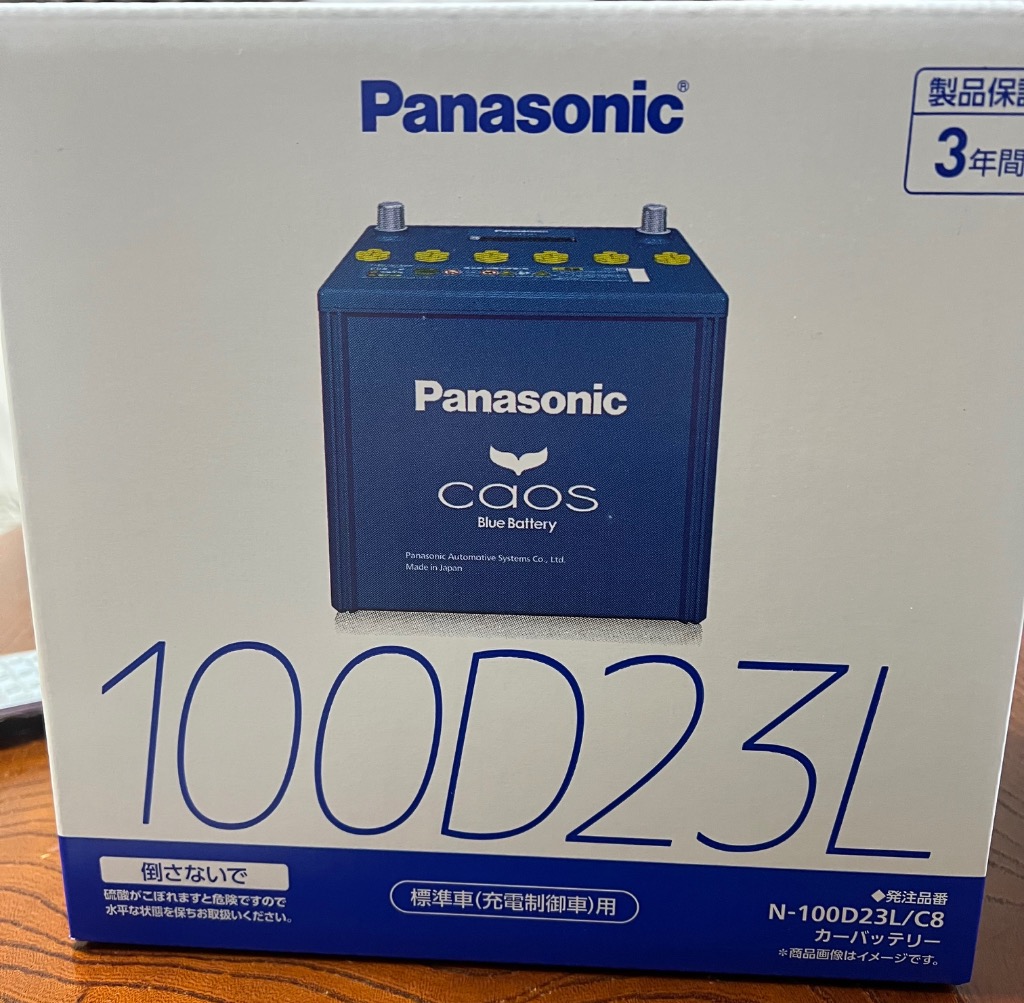 Panasonic®
製品保
3年間
Panasonic
Panasonic
caos
Blue Battery
Panasonic Automotive Systems Co., Ltd.
Made in Japan
100D23L
倒さないで
硫酸がこぼれますと危険ですので
水平な状態を保ちお取扱いください。
標準車(充電制御車)用
◆発注品番
N-100D23L/C8
カーバッテリー
*商品画像はイメージです。